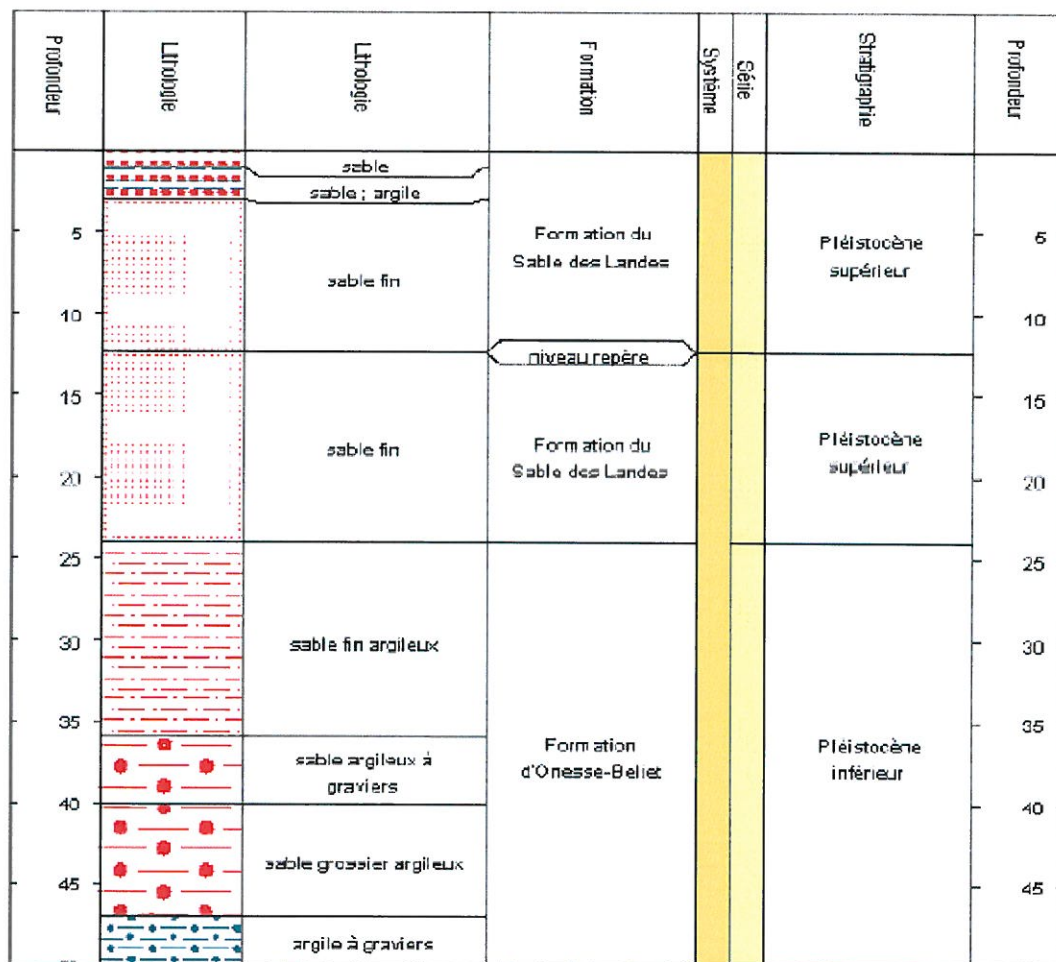 Profondeur
Lithologie
Lithologie
Formation
Système
Série
Stratigraphie
Profondeur
sable
sable ; argile
5
sable fin
Formation du
Sable des Landes
Pléistocène
supérieur
5
10
10
niveau repère
15
sable fin
Formation du
Sable des Landes
Pléistocène
supérieur
15
20
20
25
25
30
sable fin argileux
30
35
35
sable argileux à
graviers
Formation
d'Onesse-Beliet
Pléistocène
inférieur
40
40
sable grossier argileux
45
45
argile à graviers